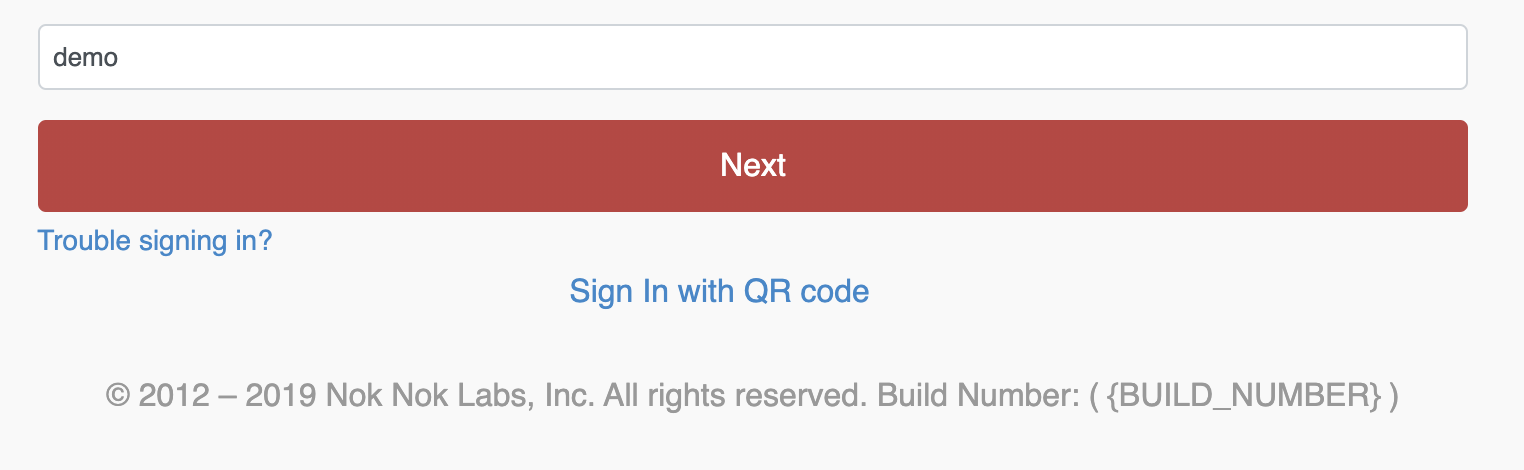 demo
Next
Trouble signing in?
Sign In with QR code
© 2012 – 2019 Nok Nok Labs, Inc. All rights reserved. Build Number: ( {BUILD_NUMBER} )